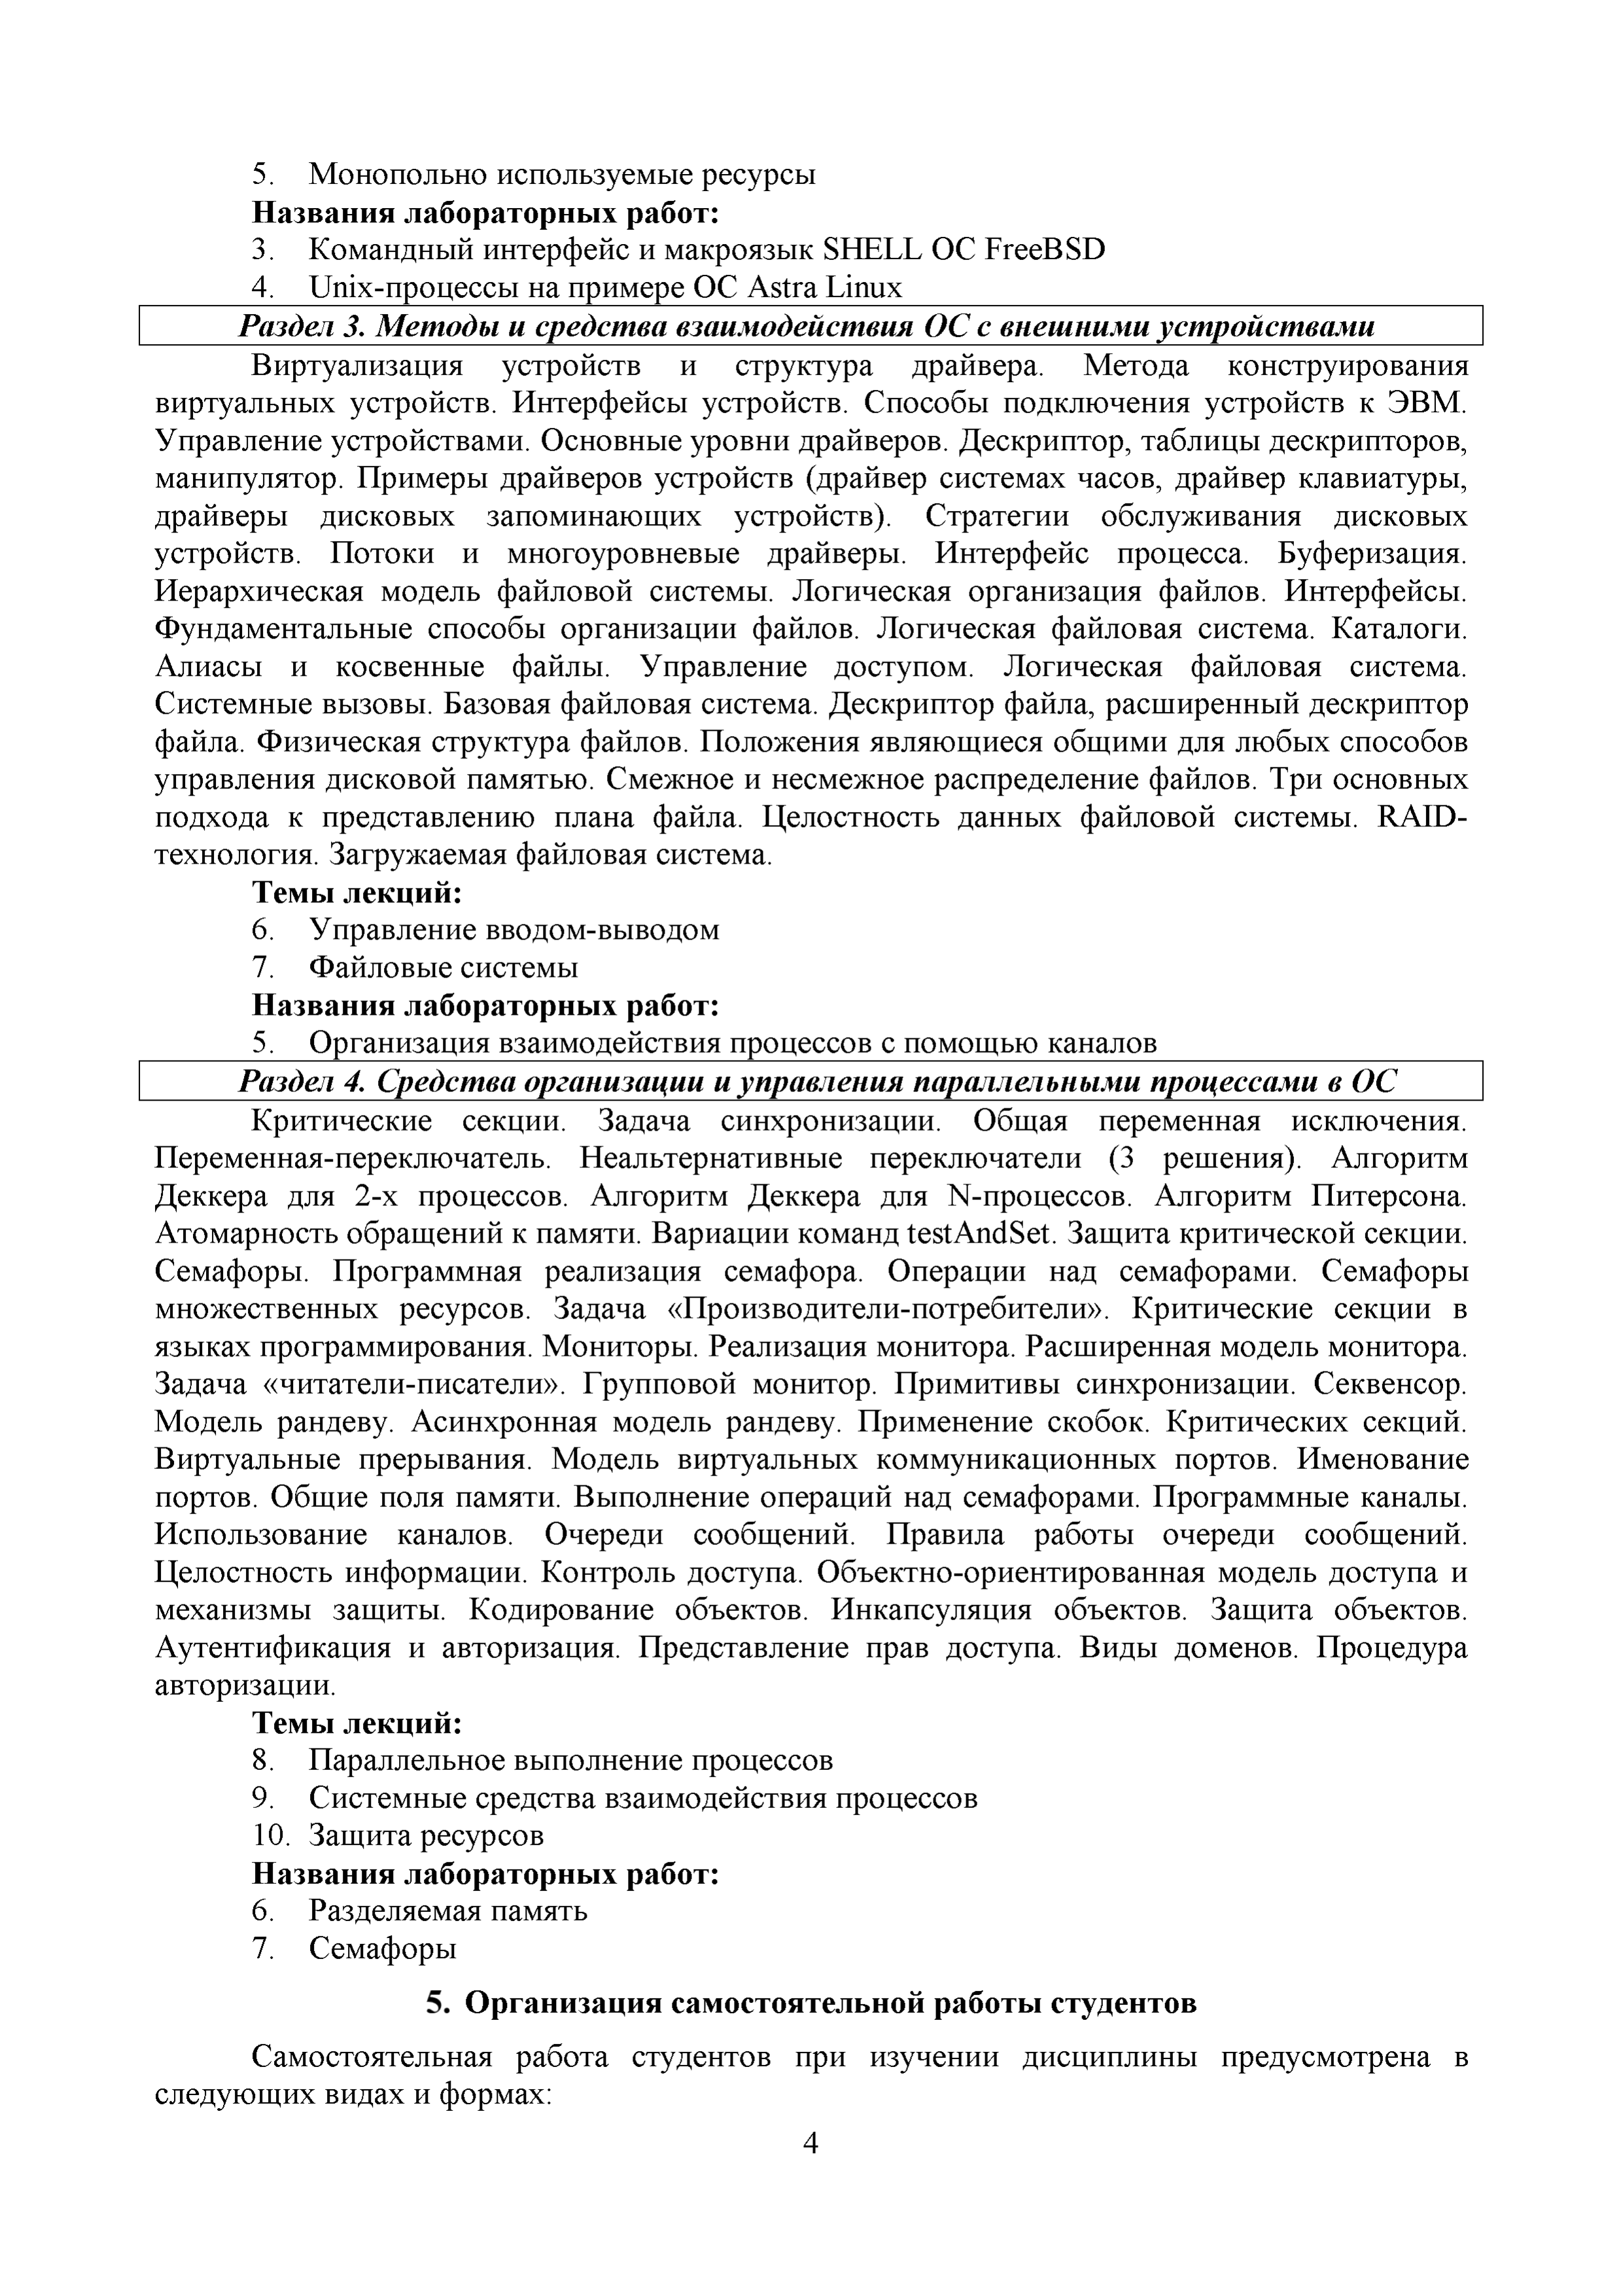 5. Монопольно используемые ресурсы
Названия лабораторных работ:
3. Командный интерфейс и макроязык SHELL ОС FreeBSD
4. Unix-процессы на примере ОС Astra Linux
Раздел 3. Методы и средства взаимодействия ОС с внешними устройствами
Виртуализация устройств и структура драйвера. Метода конструирования
виртуальных устройств. Интерфейсы устройств. Способы подключения устройств к ЭВМ.
Управление устройствами. Основные уровни драйверов. Дескриптор, таблицы дескрипторов,
манипулятор. Примеры драйверов устройств (драйвер системах часов, драйвер клавиатуры,
драйверы дисковых запоминающих устройств). Стратегии обслуживания дисковых
устройств. Потоки и многоуровневые драйверы. Интерфейс процесса. Буферизация.
Иерархическая модель файловой системы. Логическая организация файлов. Интерфейсы.
Фундаментальные способы организации файлов. Логическая файловая система. Каталоги.
Алиасы и косвенные файлы. Управление доступом. Логическая файловая система.
Системные вызовы. Базовая файловая система. Дескриптор файла, расширенный дескриптор
файла. Физическая структура файлов. Положения являющиеся общими для любых способов
управления дисковой памятью. Смежное и несмежное распределение файлов. Три основных
подхода к представлению плана файла. Целостность данных файловой системы. RAID-
технология. Загружаемая файловая система.
Темы лекций:
6. Управление вводом-выводом
7. Файловые системы
Названия лабораторных работ:
5. Организация взаимодействия процессов с помощью каналов
Раздел 4. Средства организации и управления параллельными процессами в ОС
Критические секции. Задача синхронизации. Общая переменная исключения.
Переменная-переключатель. Неальтернативные переключатели (3 решения). Алгоритм
Деккера для 2-х процессов. Алгоритм Деккера для N-процессов. Алгоритм Питерсона.
Атомарность обращений к памяти. Вариации команд testAndSet. Защита критической секции.
Семафоры. Программная реализация семафора. Операции над семафорами. Семафоры
множественных ресурсов. Задача «Производители-потребители». Критические секции в
языках программирования. Мониторы. Реализация монитора. Расширенная модель монитора.
Задача «читатели-писатели». Групповой монитор. Примитивы синхронизации. Секвенсор.
Модель рандеву. Асинхронная модель рандеву. Применение скобок. Критических секций.
Виртуальные прерывания. Модель виртуальных коммуникационных портов. Именование
портов. Общие поля памяти. Выполнение операций над семафорами. Программные каналы.
Использование каналов. Очереди сообщений. Правила работы очереди сообщений.
Целостность информации. Контроль доступа. Объектно-ориентированная модель доступа и
механизмы защиты. Кодирование объектов. Инкапсуляция объектов. Защита объектов.
Аутентификация и авторизация. Представление прав доступа. Виды доменов. Процедура
авторизации.
Темы лекций:
8. Параллельное выполнение процессов
9. Системные средства взаимодействия процессов
10. Защита ресурсов
Названия лабораторных работ:
6. Разделяемая память
7. Семафоры
5. Организация самостоятельной работы студентов
Самостоятельная работа студентов при изучении дисциплины предусмотрена в
следующих видах и формах:
4